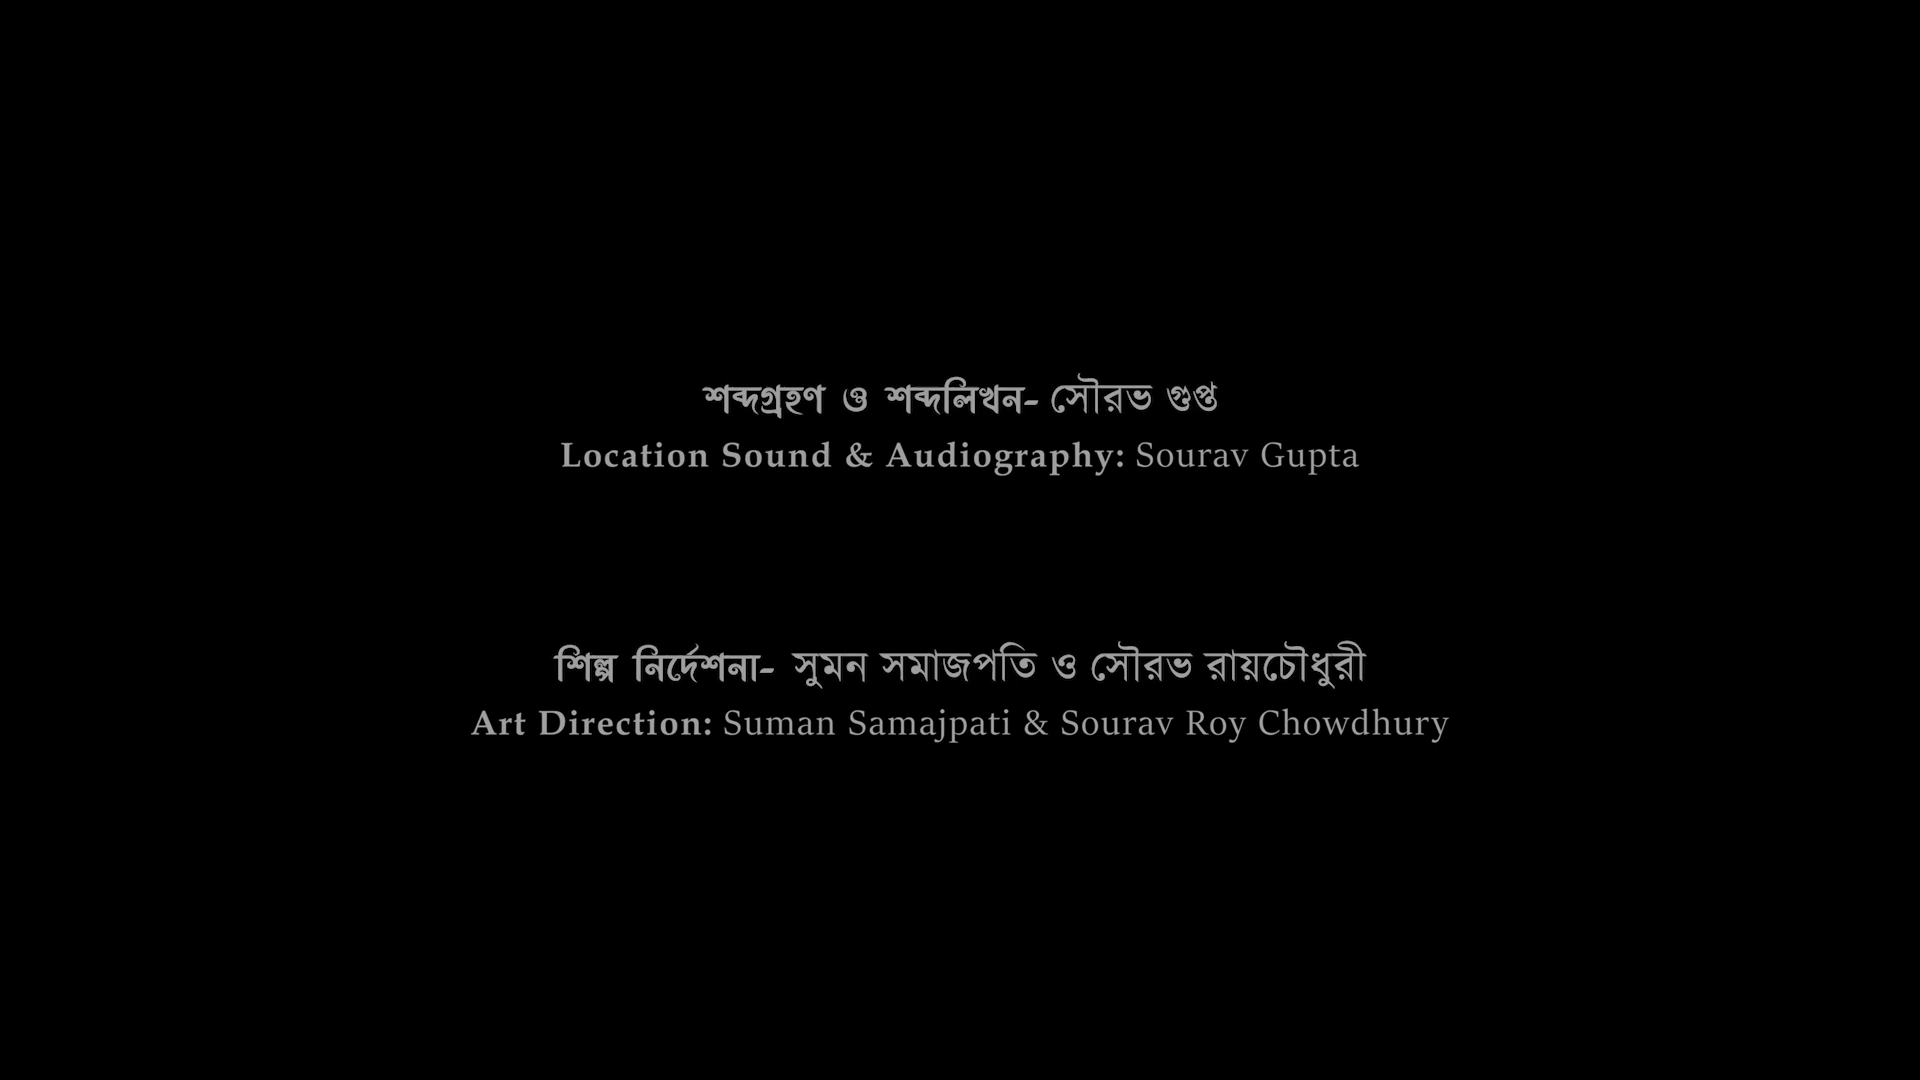 শব্দগ্রহণ ও শব্দলিখন- সৌরভ গুপ্ত
Location Sound & Audiography: Sourav Gupta
শিল্প নির্দেশনা- সুমন সমাজপতি ও সৌরভ রায়চৌধুরী
Art Direction: Suman Samajpati & Sourav Roy Chowdhury